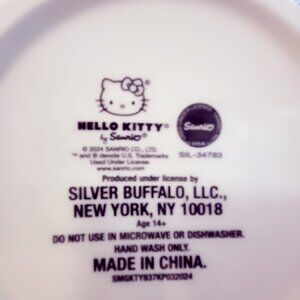 HELLO KITTY®
by Sanrio®
© 2024 SANRIO CO., LTD.
™ and ® denote U.S. Trademarks
Used Under License.
www.sanrio.com
Sanrio
SIL-34783
Produced under license by
SILVER BUFFALO, LLC.,
NEW YORK, NY 10018
Age 14+
DO NOT USE IN MICROWAVE OR DISHWASHER.
HAND WASH ONLY.
MADE IN CHINA.
SMGKTYB37KP032024